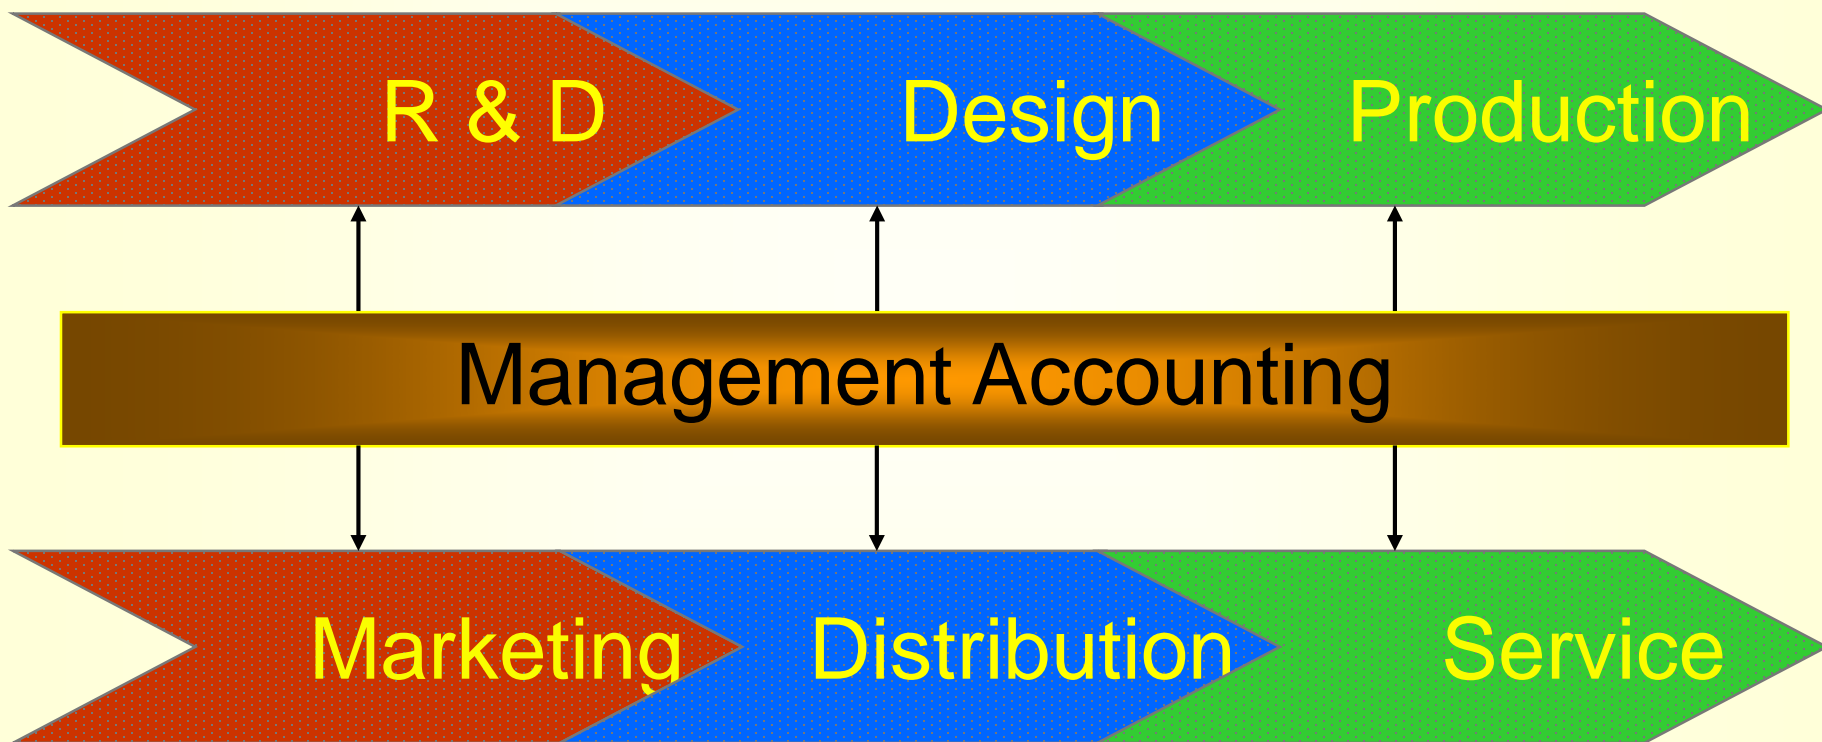 R & D
Design
Production
Management Accounting
Marketing
Distribution
Service